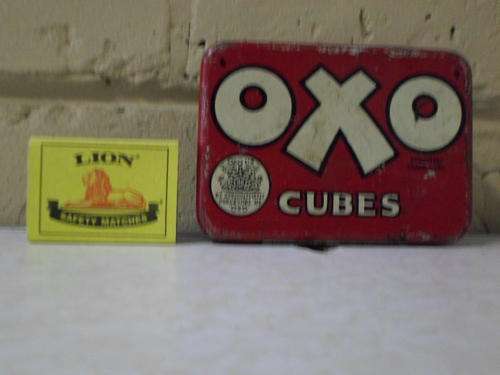 LION
SAFETY MATCHES
OXO
CUBES